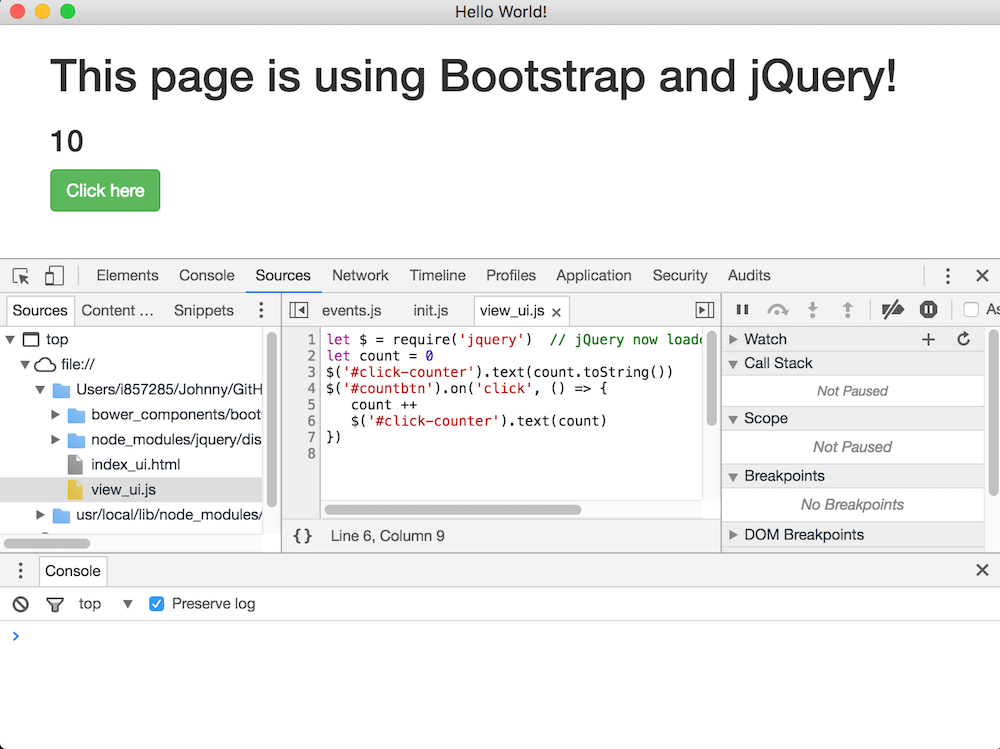 Hello World!
This page is using Bootstrap and jQuery!
10
Click here
Elements Console Sources Network Timeline Profiles Application Security Audits
Sources Content ... Snippets
events.js init.js view_ui.js
As
top
file://
Users/i857285/Johnny/GitH
bower_components/boots
node_modules/jquery/dis
index_ui.html
view_ui.js
usr/local/lib/node_modules/
1 let $ = require('jquery')  // jQuery now loade
2 let count = 0
3 $('#click-counter').text(count.toString())
4 $('#countbtn').on('click', () => {
5    count ++
6    $('#click-counter').text(count)
7 })
8
{} Line 6, Column 9
Watch
Call Stack
Not Paused
Scope
Not Paused
Breakpoints
No Breakpoints
DOM Breakpoints
Console
top Preserve log
>